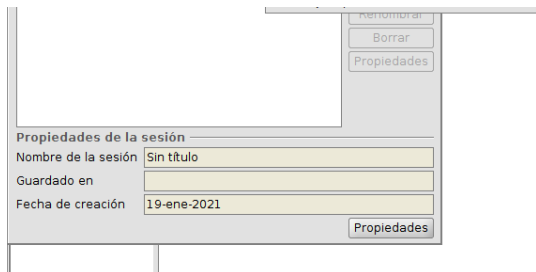 Renombrar
Borrar
Propiedades
Propiedades de la sesión
Nombre de la sesión Sin título
Guardado en
Fecha de creación 19-ene-2021
Propiedades